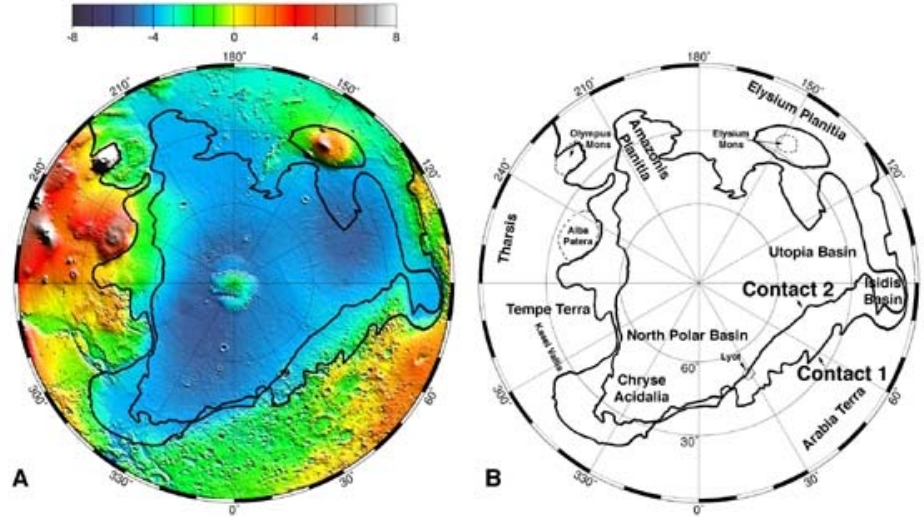 -8 -4 0 4 8
180°
150°
120°
60°
30°
0°
330°
300°
240°
210°
A
180°
150°
120°
60°
30°
0°
330°
300°
240°
210°
60°
30°
Elysium Planitia
Olympus
Mons
Amazonis
Planitia
Elysium
Mons
Tharsis
Alba
Patera
Utopia Basin
Isidis
Basin
Contact 2
Tempe Terra
Kasei Valles
North Polar Basin
Lyot
Contact 1
Chryse
Acidalia
Arabia Terra
B